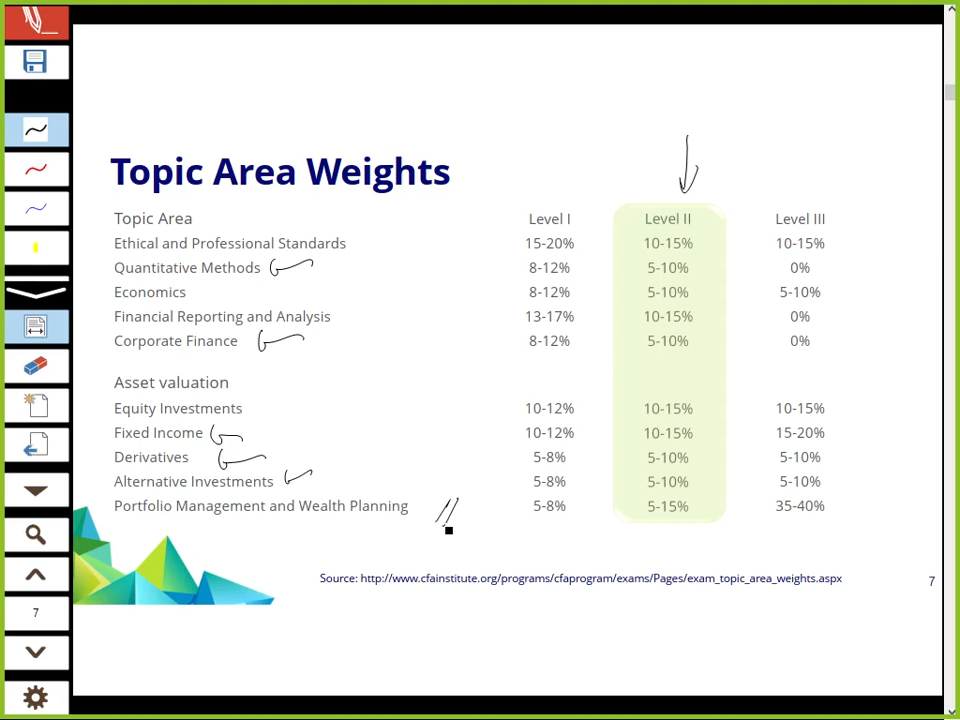 Topic Area Weights
Topic Area Level I Level II Level III
Ethical and Professional Standards 15-20% 10-15% 10-15%
Quantitative Methods 8-12% 5-10% 0%
Economics 8-12% 5-10% 5-10%
Financial Reporting and Analysis 13-17% 10-15% 0%
Corporate Finance 8-12% 5-10% 0%
Asset valuation
Equity Investments 10-12% 10-15% 10-15%
Fixed Income 10-12% 10-15% 15-20%
Derivatives 5-8% 5-10% 5-10%
Alternative Investments 5-8% 5-10% 5-10%
Portfolio Management and Wealth Planning 5-8% 5-15% 35-40%
Source: http://www.cfainstitute.org/programs/cfaprogram/exams/Pages/exam_topic_area_weights.aspx
7
7